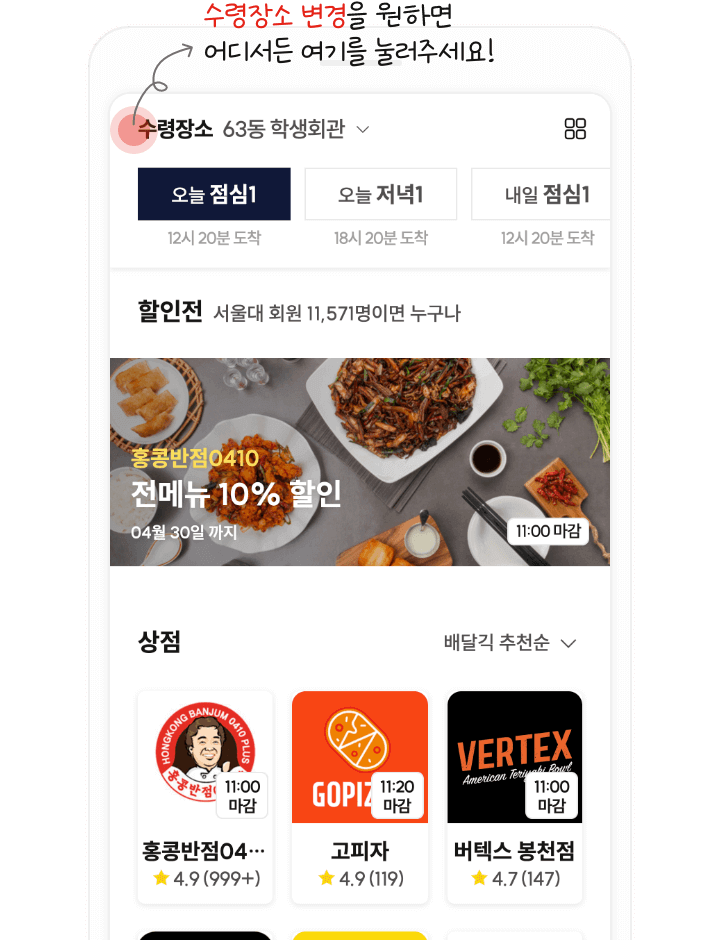 수령장소 변경을 원하면
어디서든 여기를 눌러주세요!
수령장소 63동 학생회관
오늘 점심1
오늘 저녁1
내일 점심1
12시 20분 도착
18시 20분 도착
12시 20분 도착
할인전 서울대 회원 11,571명이면 누구나
홍콩반점0410
전메뉴 10% 할인
04월 30일 까지
11:00 마감
상점
배달긱 추천순
HONGKONG BANJUM 0410 PLUS
홍콩반점
11:00
마감
GOPIZ
11:20
마감
VERTEX
American Teriyaki Bowl
11:00
마감
홍콩반점04…
고피자
버텍스 봉천점
4.9 (999+)
4.9 (119)
4.7 (147)